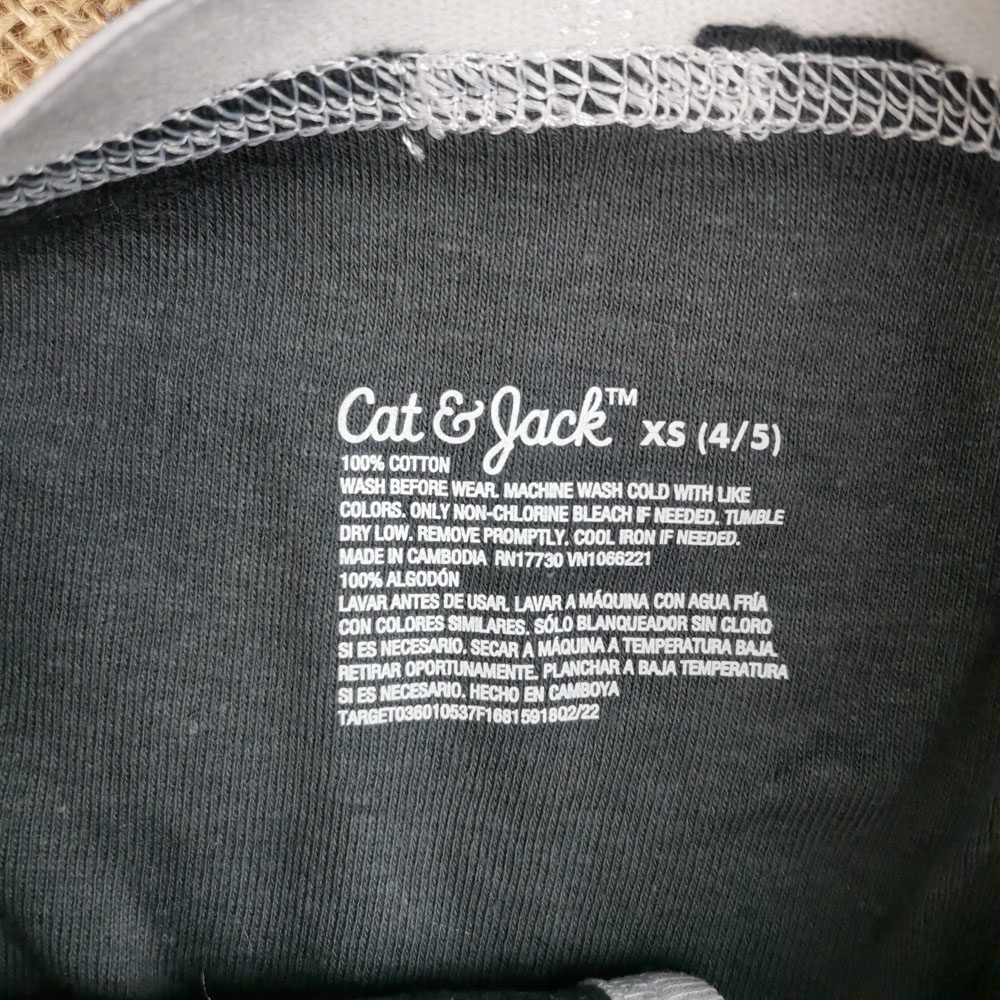 Cat & Jack™ XS (4/5)
100% COTTON
WASH BEFORE WEAR. MACHINE WASH COLD WITH LIKE
COLORS. ONLY NON-CHLORINE BLEACH IF NEEDED. TUMBLE
DRY LOW. REMOVE PROMPTLY. COOL IRON IF NEEDED.
MADE IN CAMBODIA RN17730 VN1066221
100% ALGODÓN
LAVAR ANTES DE USAR. LAVAR A MÁQUINA CON AGUA FRÍA
CON COLORES SIMILARES. SÓLO BLANQUEADOR SIN CLORO
SI ES NECESARIO. SECAR A MÁQUINA A TEMPERATURA BAJA.
RETIRAR OPORTUNAMENTE. PLANCHAR A BAJA TEMPERATURA
SI ES NECESARIO. HECHO EN CAMBOYA
TARGET036010537F16815918Q2/22